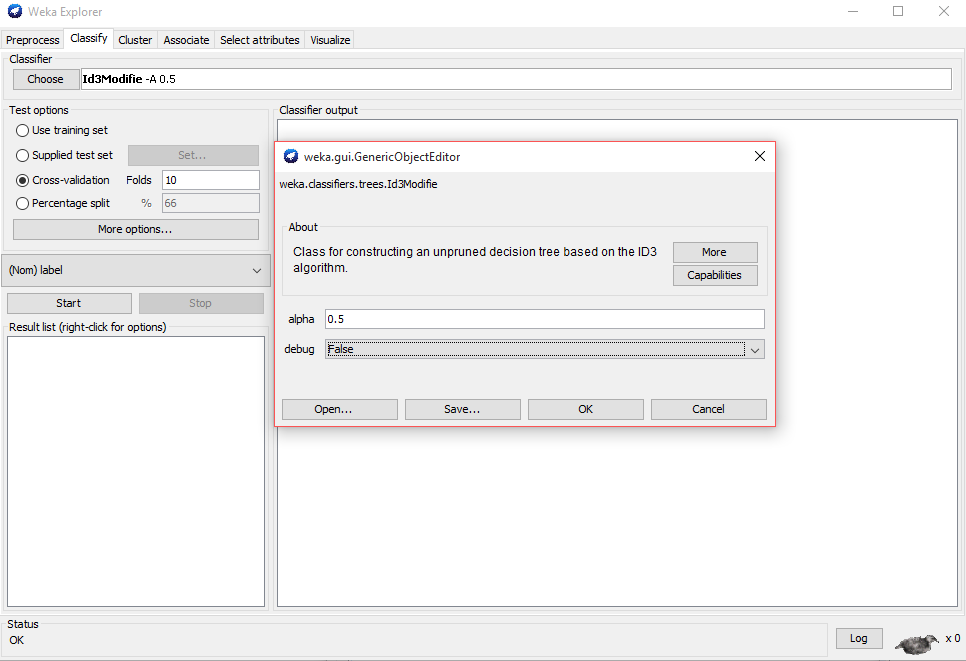 Weka Explorer
Preprocess Classify Cluster Associate Select attributes Visualize
Classifier
Choose Id3Modifie -A 0.5
Test options
Use training set
Supplied test set Set...
Cross-validation Folds 10
Percentage split % 66
More options...
(Nom) label
Start Stop
Result list (right-click for options)
Classifier output
weka.gui.GenericObjectEditor
weka.classifiers.trees.Id3Modifie
About
Class for constructing an unpruned decision tree based on the ID3
algorithm.
More
Capabilities
alpha 0.5
debug False
Open... Save... OK Cancel
Status
OK
Log x 0